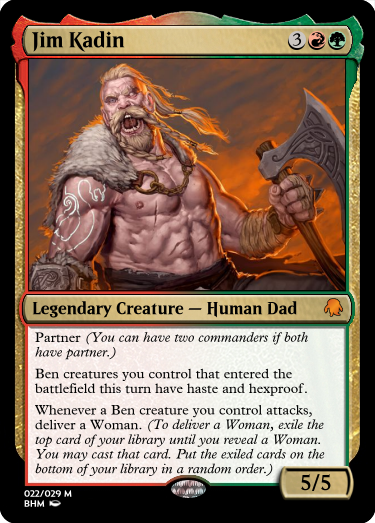 Jim Kadin 3
Legendary Creature — Human Dad
Partner (You can have two commanders if both
have partner.)
Ben creatures you control that entered the
battlefield this turn have haste and hexproof.
Whenever a Ben creature you control attacks,
deliver a Woman. (To deliver a Woman, exile the
top card of your library until you reveal a Woman.
You may cast that card. Put the exiled cards on the
bottom of your library in a random order.)
5/5
022/029 M
BHM